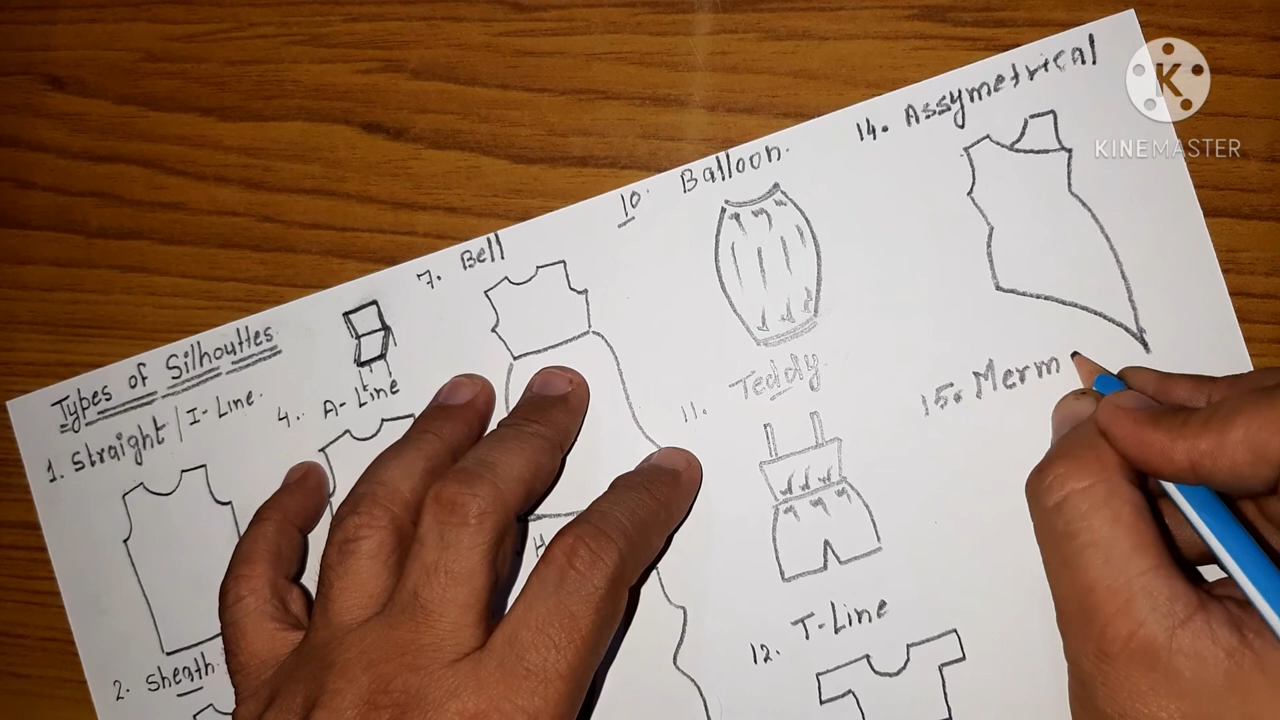 Types of Silhouttes
1. Straight / I-Line.
2. Sheath.
4. A-Line
7. Bell
H
10. Balloon.
11. Teddy
12. T-Line
14. Assymetrical
15. Merm
K
KINEMASTER